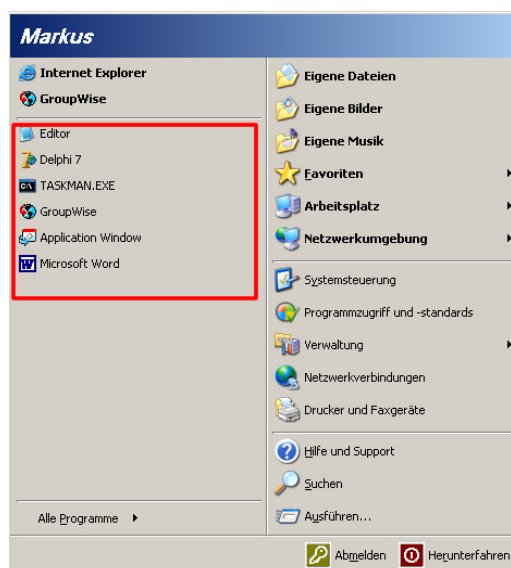 Markus
Internet Explorer
GroupWise
Editor
Delphi 7
TASKMAN.EXE
GroupWise
Application Window
Microsoft Word
Alle Programme
Eigene Dateien
Eigene Bilder
Eigene Musik
Favoriten
Arbeitsplatz
Netzwerkumgebung
Systemsteuerung
Programmzugriff und -standards
Verwaltung
Netzwerkverbindungen
Drucker und Faxgeräte
Hilfe und Support
Suchen
Ausführen...
Abmelden
Herunterfahren